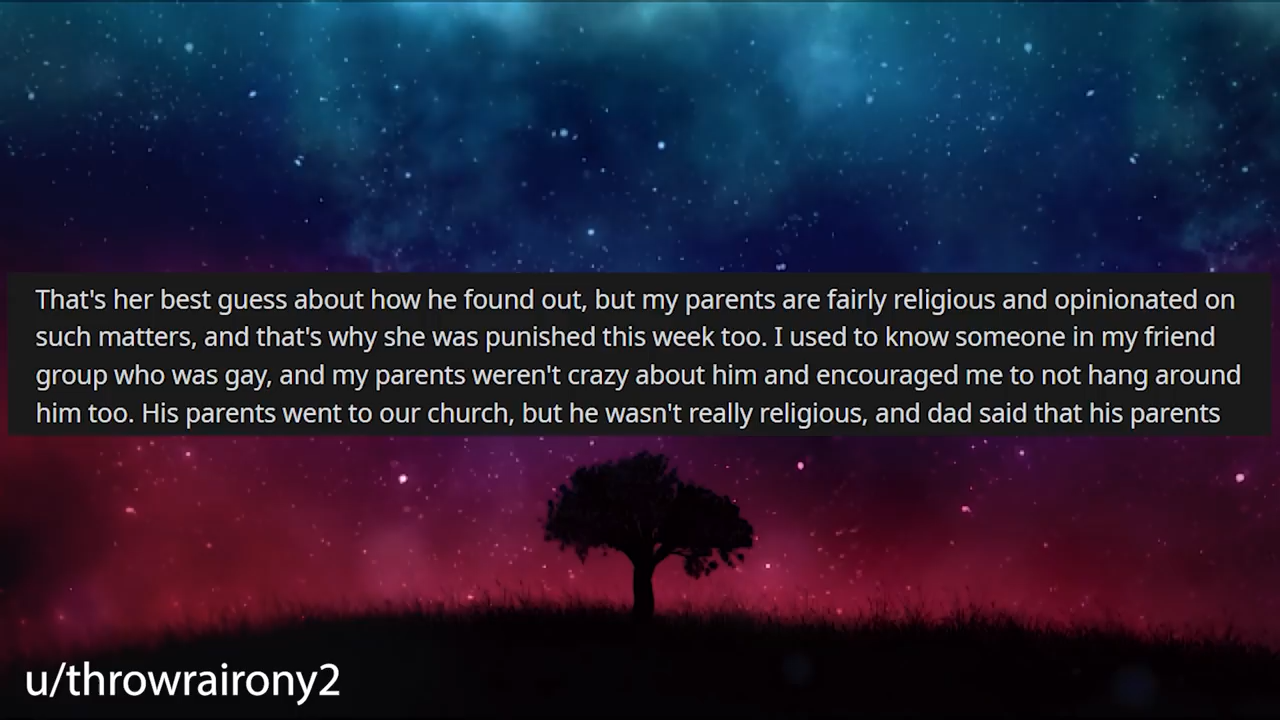 That's her best guess about how he found out, but my parents are fairly religious and opinionated on
such matters, and that's why she was punished this week too. I used to know someone in my friend
group who was gay, and my parents weren't crazy about him and encouraged me to not hang around
him too. His parents went to our church, but he wasn't really religious, and dad said that his parents
u/throwrairony2